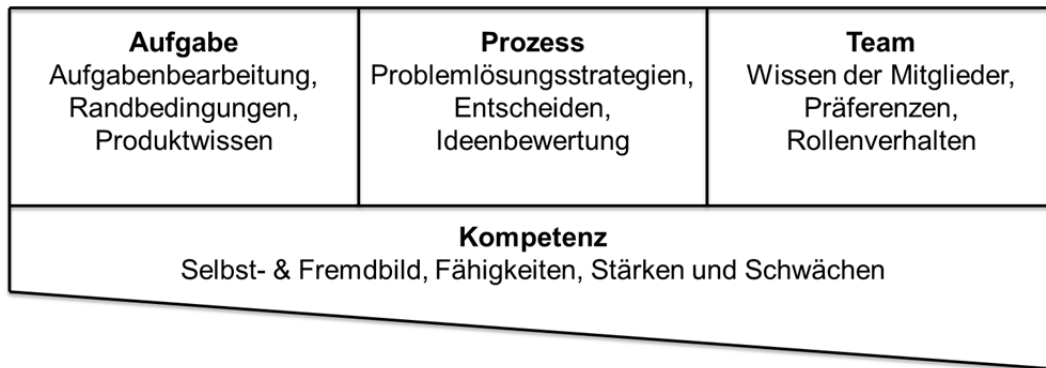 Aufgabe
Aufgabenbearbeitung,
Randbedingungen,
Produktwissen
Prozess
Problemlösungsstrategien,
Entscheiden,
Ideenbewertung
Team
Wissen der Mitglieder,
Präferenzen,
Rollenverhalten
Kompetenz
Selbst- & Fremdbild, Fähigkeiten, Stärken und Schwächen